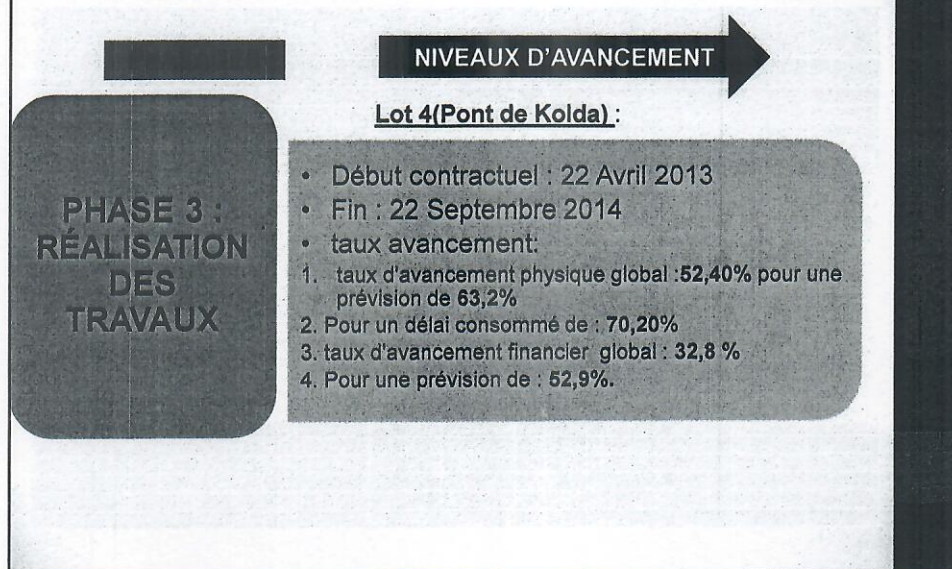 NIVEAUX D'AVANCEMENT
Lot 4(Pont de Kolda) :
PHASE 3 :
RÉALISATION
DES
TRAVAUX
• Début contractuel : 22 Avril 2013
• Fin : 22 Septembre 2014
• taux avancement:
1. taux d'avancement physique global :52,40% pour une
prévision de 63,2%
2. Pour un délai consommé de : 70,20%
3. taux d'avancement financier global : 32,8 %
4. Pour une prévision de : 52,9%.